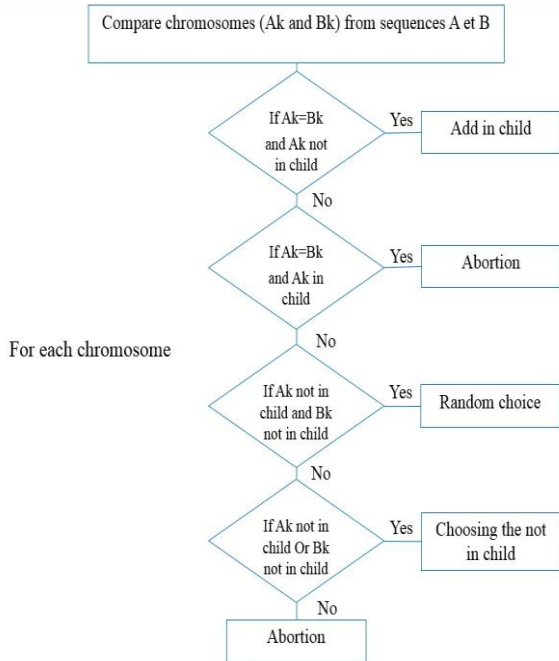 Compare chromosomes (Ak and Bk) from sequences A et B
If Ak=Bk
and Ak not
in child
Yes
Add in child
No
If Ak=Bk
and Ak in
child
Yes
Abortion
No
For each chromosome
If Ak not in
child and Bk
not in child
Yes
Random choice
No
If Ak not in
child Or Bk
not in child
Yes
Choosing the not
in child
No
Abortion